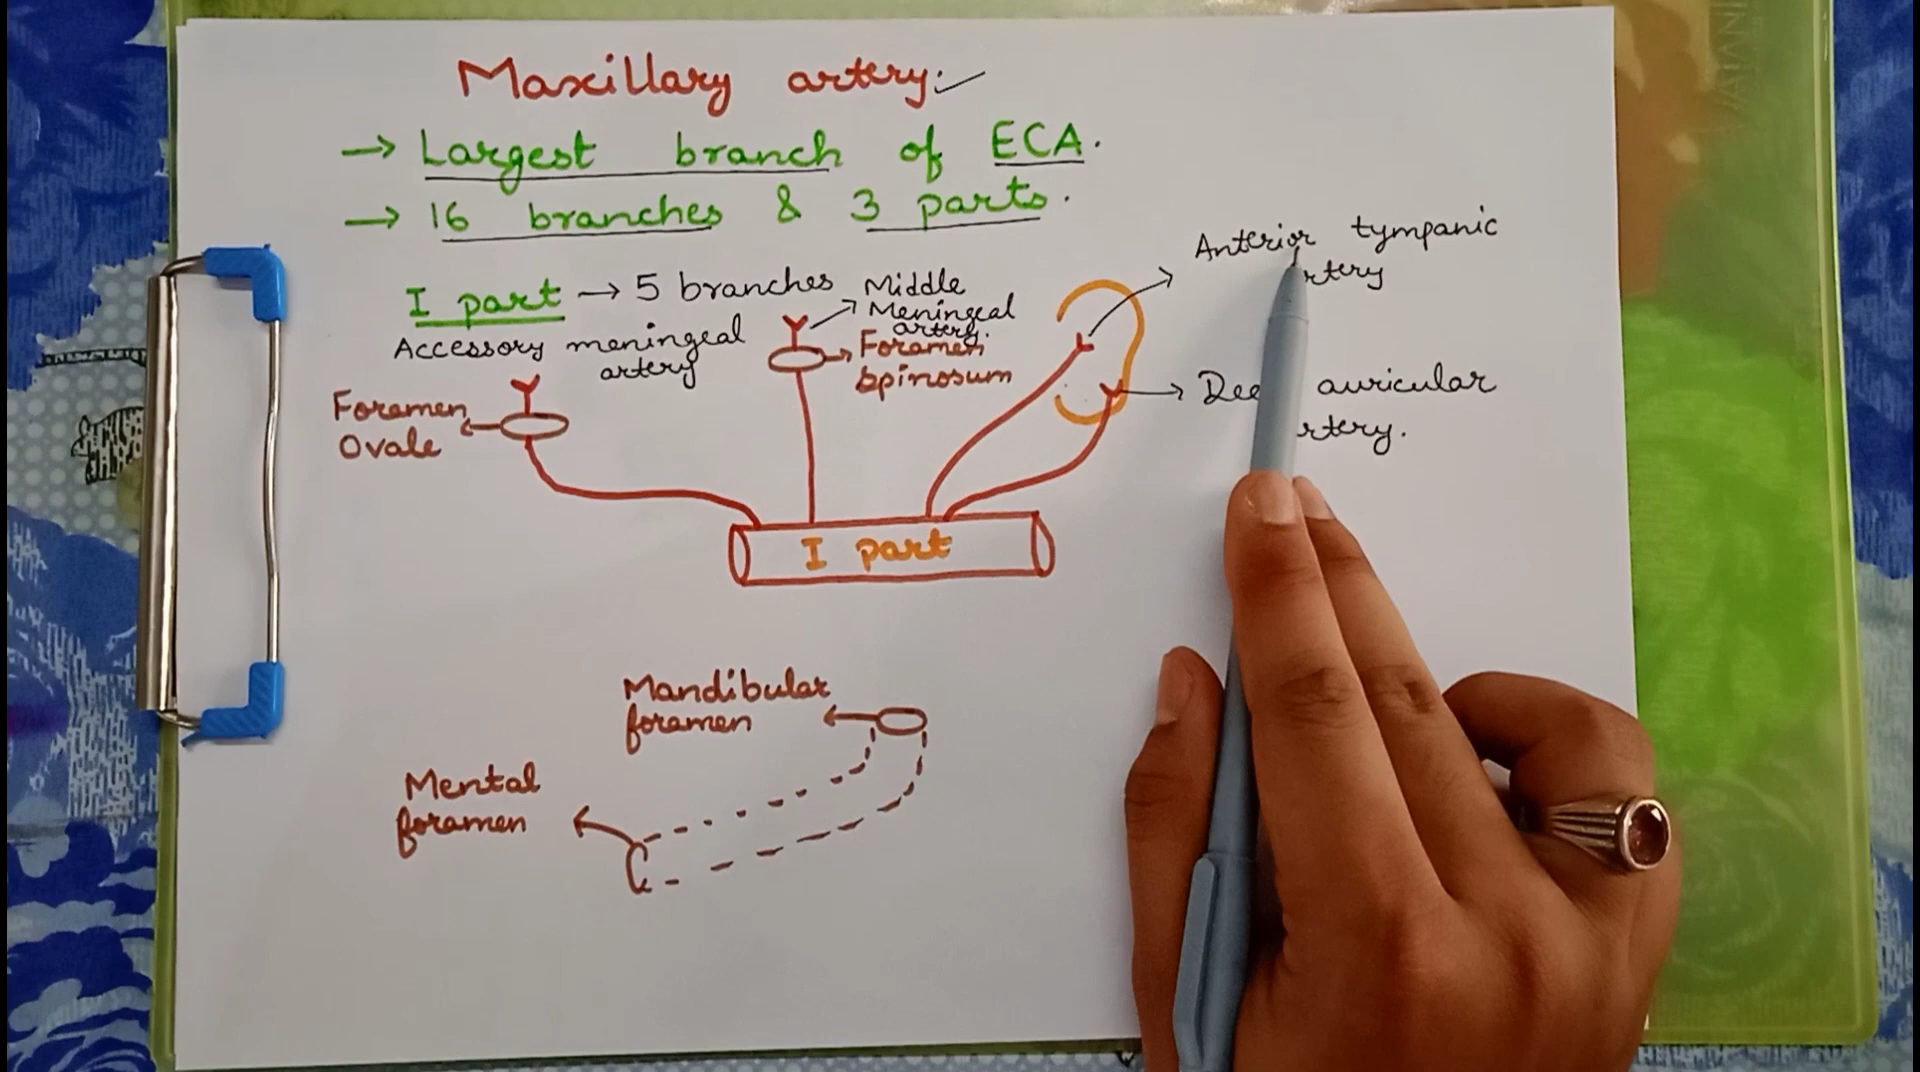 Maxillary artery.
→ Largest branch of ECA.
→ 16 branches & 3 parts.
I part → 5 branches
Middle
Meningeal
artery.
Foramen
spinosum
Accessory meningeal
artery
Foramen
Ovale
Anterior tympanic
auricular
I part
Mandibular
foramen
Mental
foramen